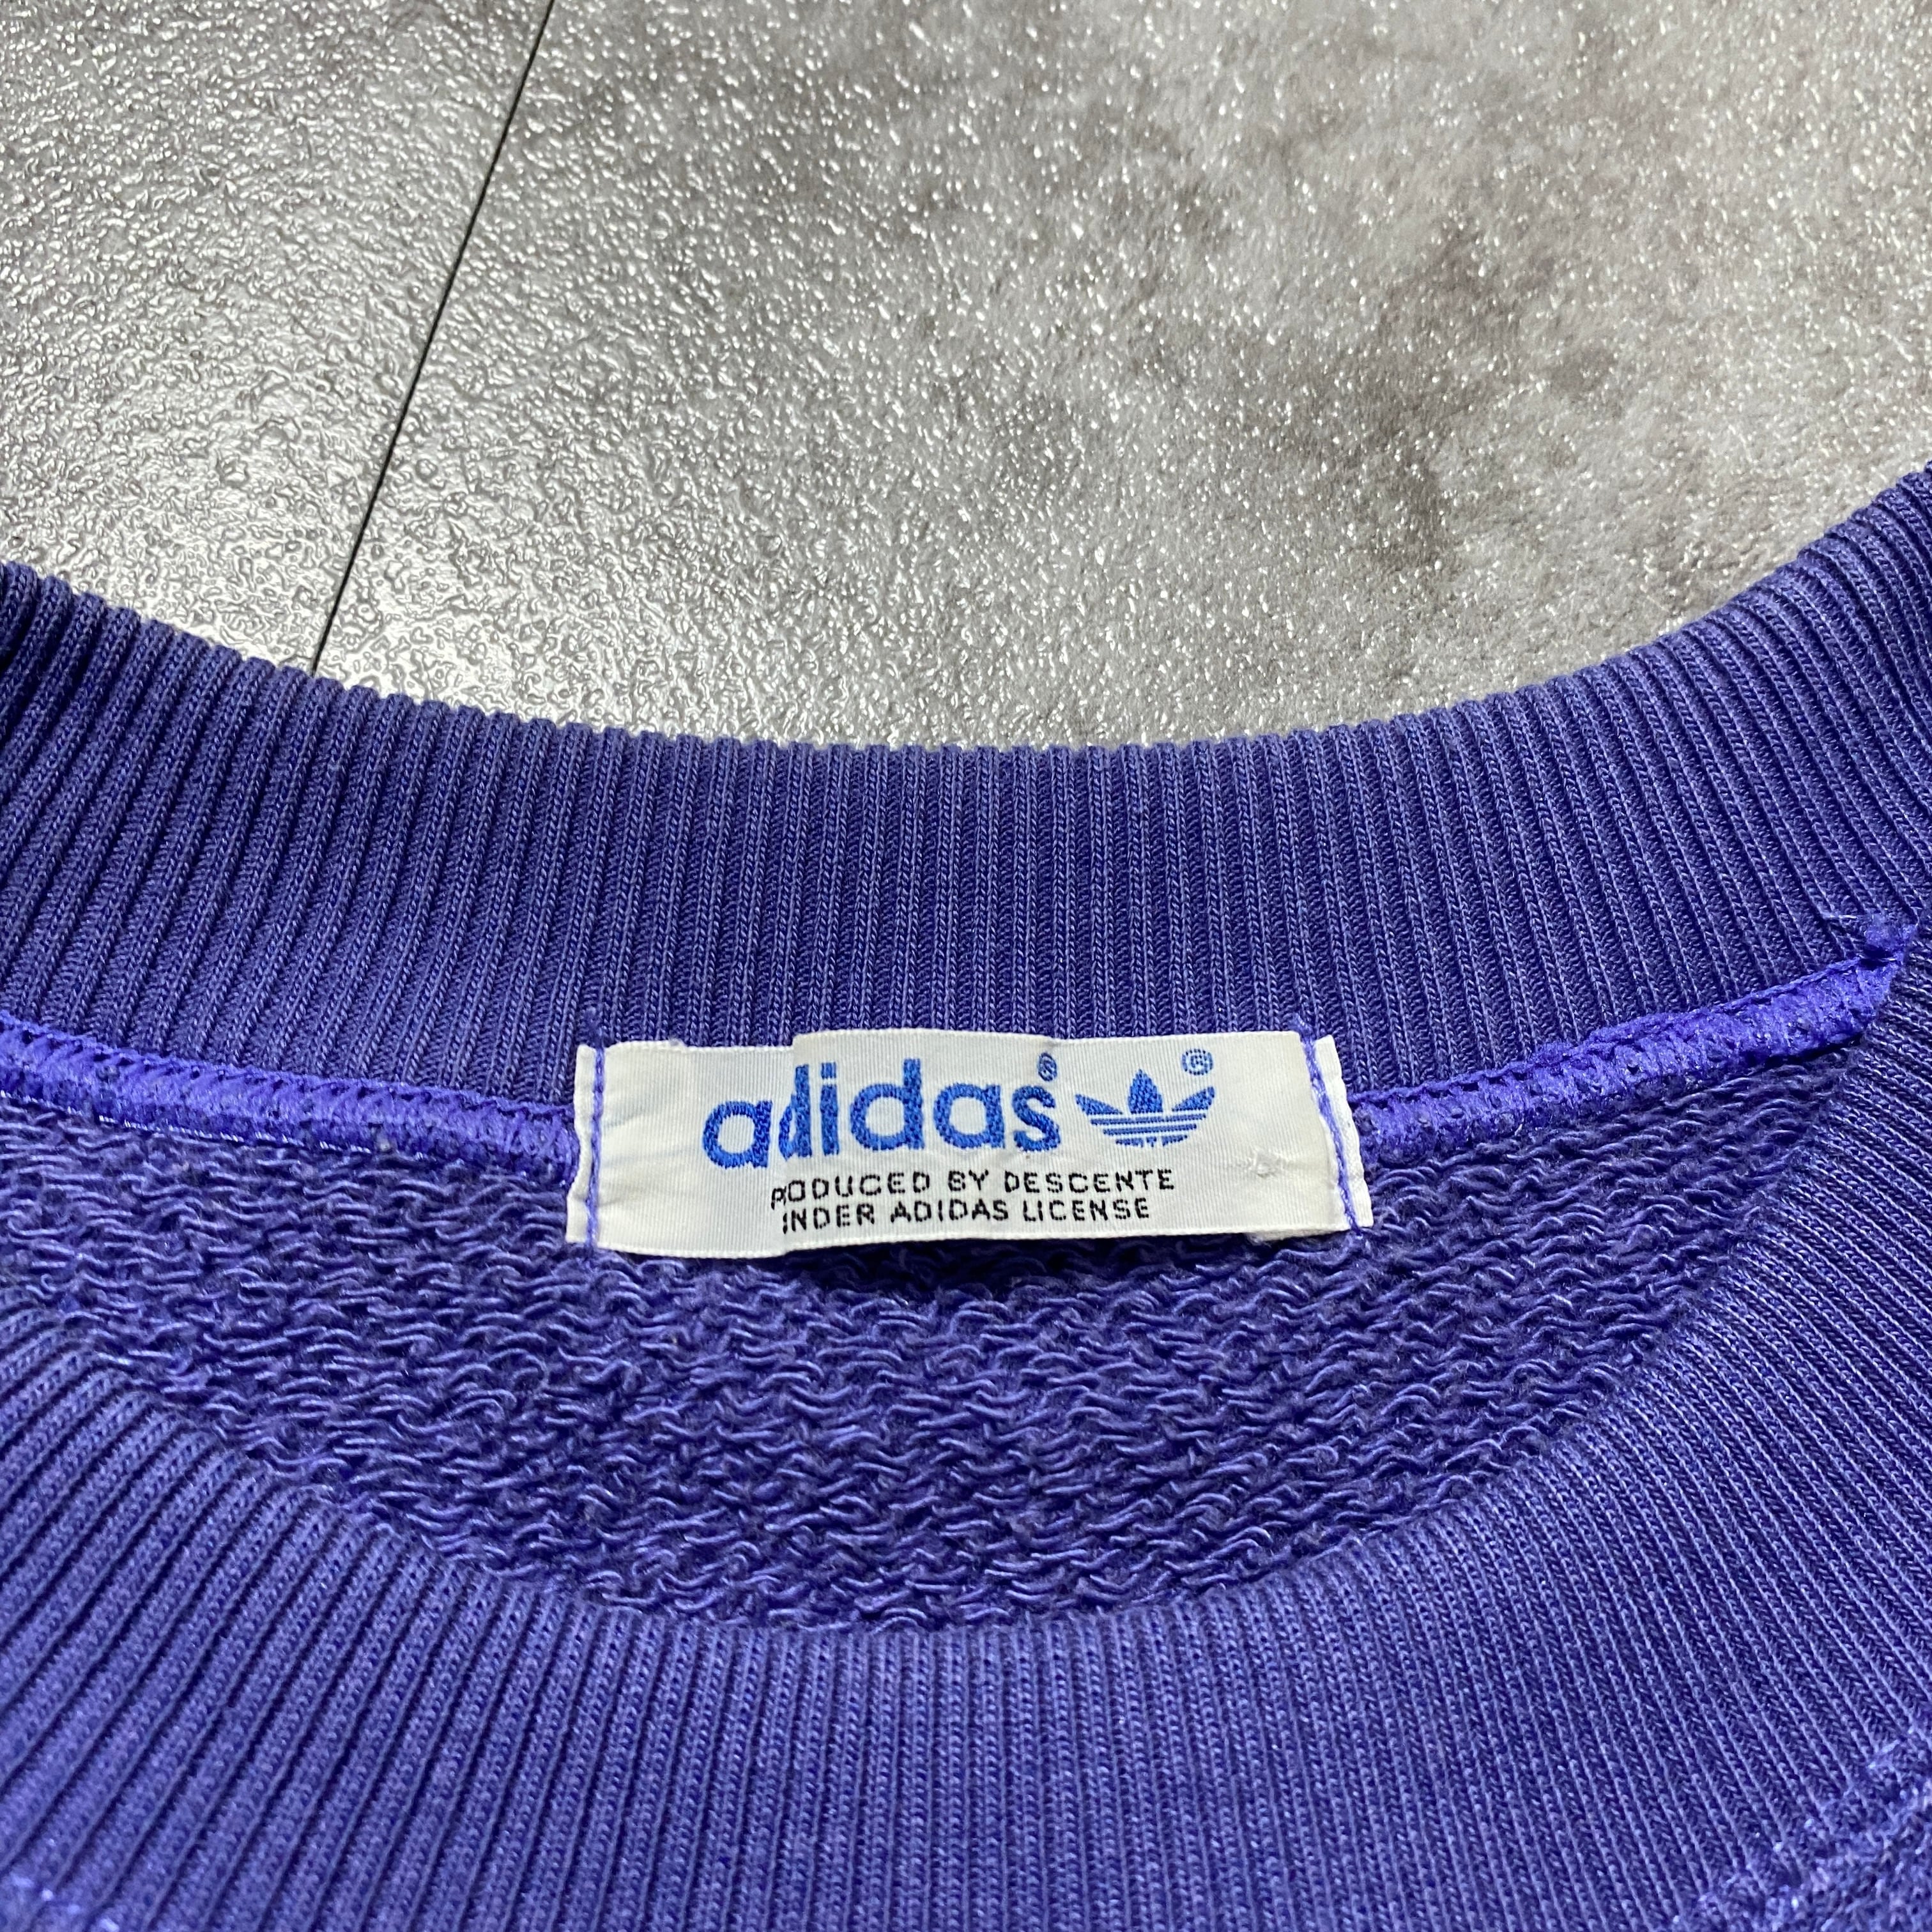 adidas® ®
PRODUCED BY DESCENTE
UNDER ADIDAS LICENSE